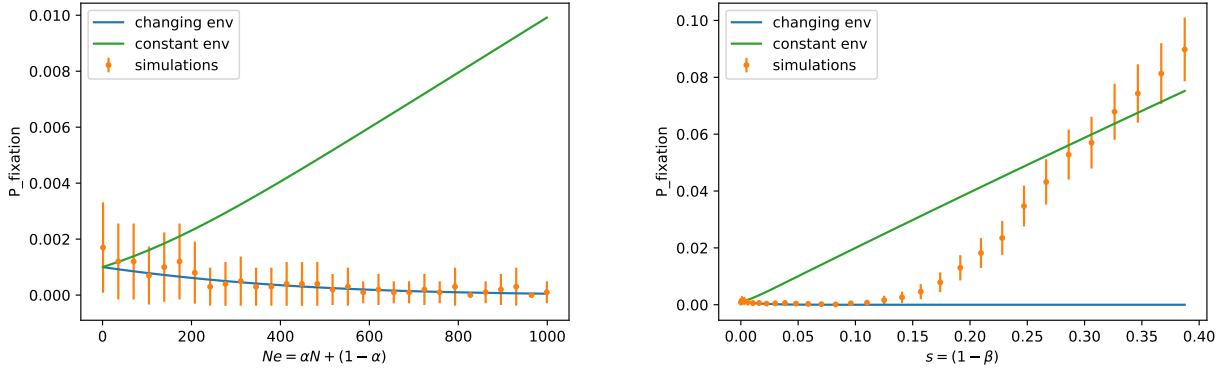 0.010
0.008
0.006
0.004
0.002
0.000
P_fixation
changing env
constant env
simulations
0 200 400 600 800 1000
Ne = αN + (1 − α)
0.10
0.08
0.06
0.04
0.02
0.00
P_fixation
changing env
constant env
simulations
0.00 0.05 0.10 0.15 0.20 0.25 0.30 0.35 0.40
s = (1 − β)